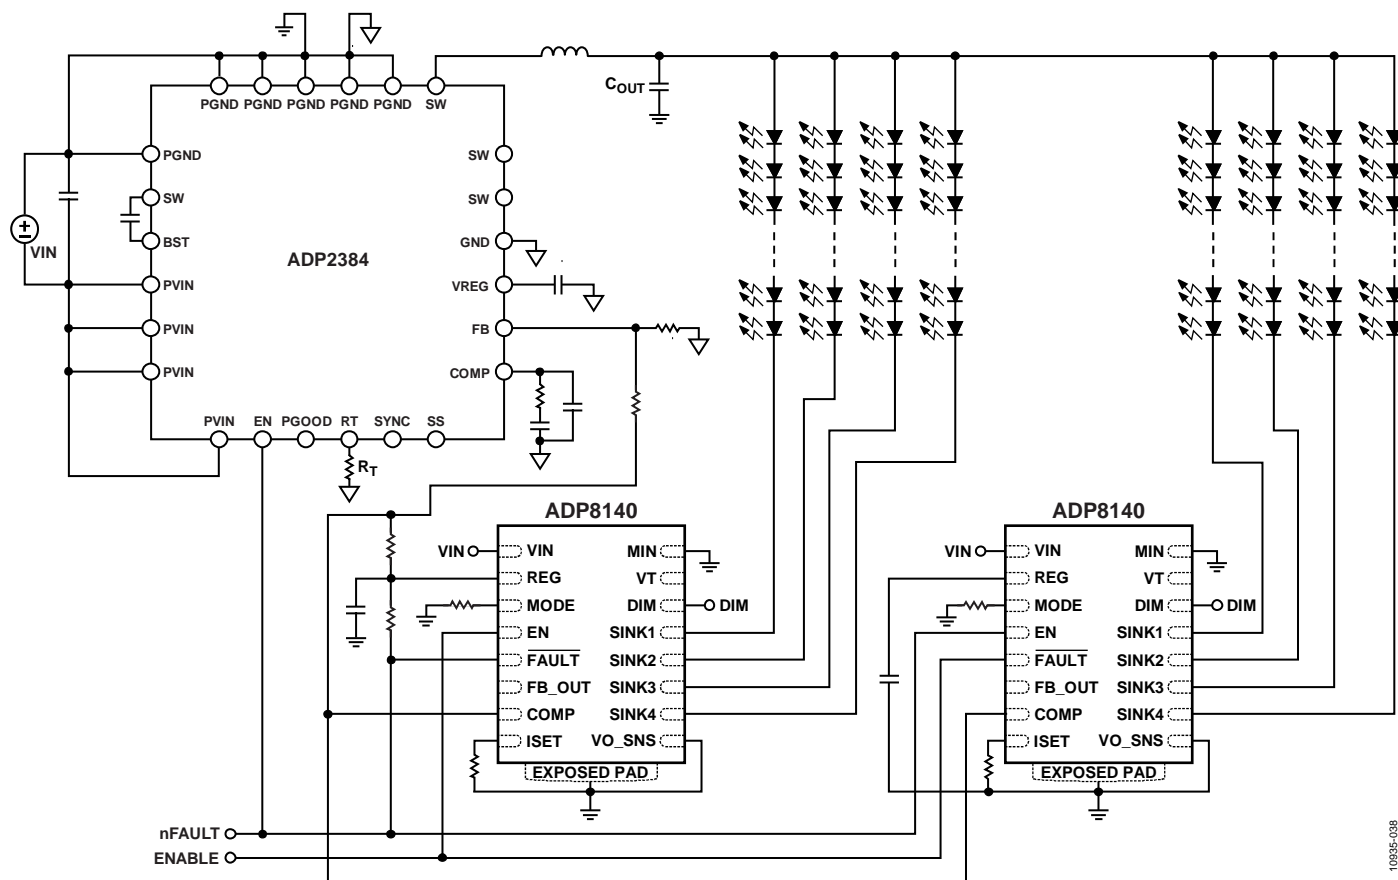 PGND PGND PGND PGND PGND SW
COUT
PGND
SW
SW
SW
BST
GND
VIN
ADP2384
PVIN
VREG
PVIN
FB
PVIN
COMP
PVIN EN PGOOD RT SYNC SS
RT
ADP8140
VIN
VIN
REG
MODE
EN
FAULT
FB_OUT
COMP
ISET
MIN
VT
DIM
DIM
SINK1
SINK2
SINK3
SINK4
VO_SNS
EXPOSED PAD
ADP8140
VIN
VIN
REG
MODE
EN
FAULT
FB_OUT
COMP
ISET
MIN
VT
DIM
DIM
SINK1
SINK2
SINK3
SINK4
VO_SNS
EXPOSED PAD
nFAULT
ENABLE
10935-038